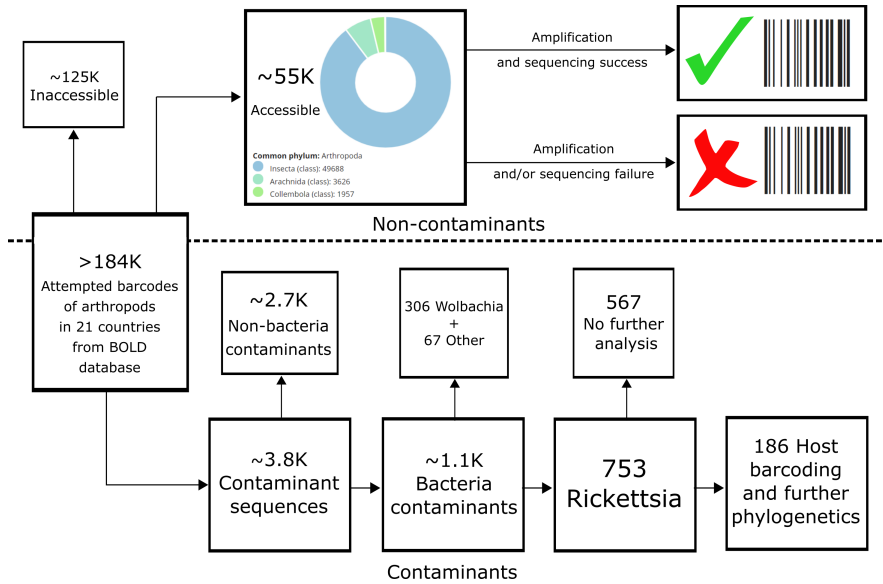 ~125K
Inaccessible
~55K
Accessible
Common phylum: Arthropoda
Insecta (class): 49688
Arachnida (class): 3626
Collembola (class): 1957
Amplification
and sequencing success
Amplification
and/or sequencing failure
Non-contaminants
>184K
Attempted barcodes
of arthropods
in 21 countries
from BOLD
database
~2.7K
Non-bacteria
contaminants
306 Wolbachia
+
67 Other
567
No further
analysis
~3.8K
Contaminant
sequences
~1.1K
Bacteria
contaminants
753
Rickettsia
186 Host
barcoding
and further
phylogenetics
Contaminants